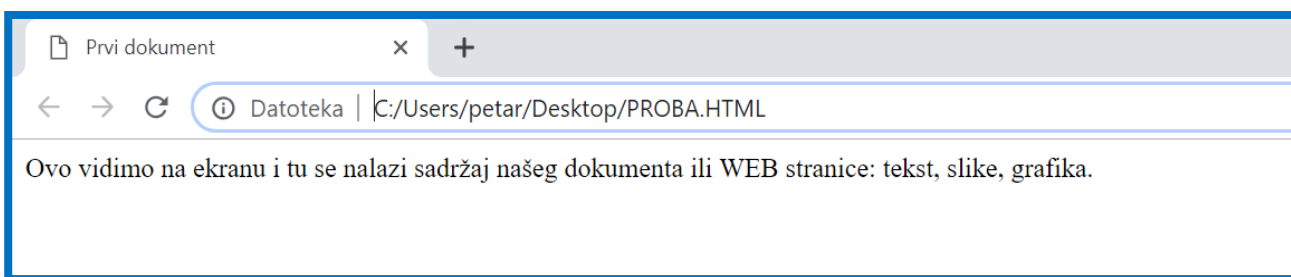 Prvi dokument
Datoteka | C:/Users/petar/Desktop/PROBA.HTML
Ovo vidimo na ekranu i tu se nalazi sadržaj našeg dokumenta ili WEB stranice: tekst, slike, grafika.